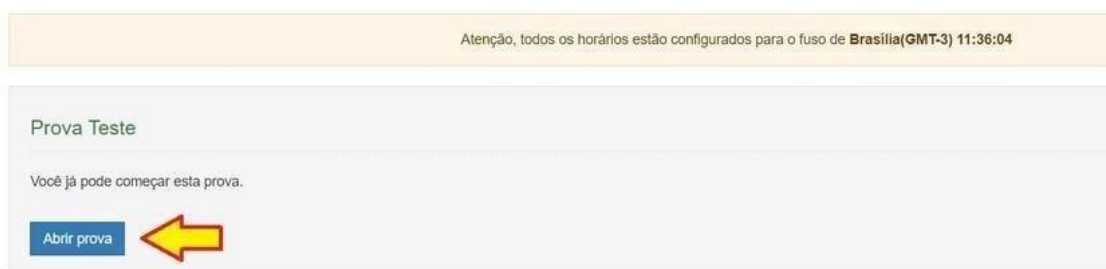 Atenção, todos os horários estão configurados para o fuso de Brasília(GMT-3) 11:36:04
Prova Teste
Você já pode começar esta prova.
Abrir prova